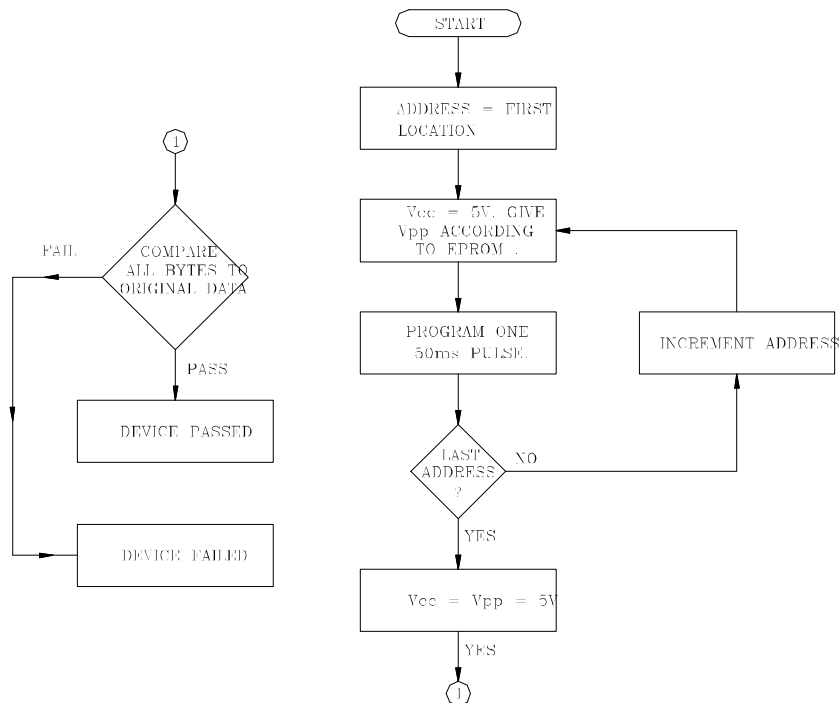 START
ADDRESS = FIRST
LOCATION
Vcc = 5V. GIVE
Vpp ACCORDING
TO EPROM .
PROGRAM ONE
50ms PULSE.
INCREMENT ADDRESS
LAST
ADDRESS
?
NO
YES
Vcc = Vpp = 5V
YES
1
1
COMPARE
ALL BYTES TO
ORIGINAL DATA
FAIL
PASS
DEVICE PASSED
DEVICE FAILED